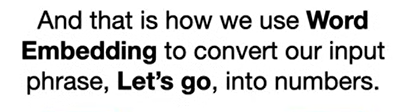 And that is how we use Word
Embedding to convert our input
phrase, Let's go, into numbers.